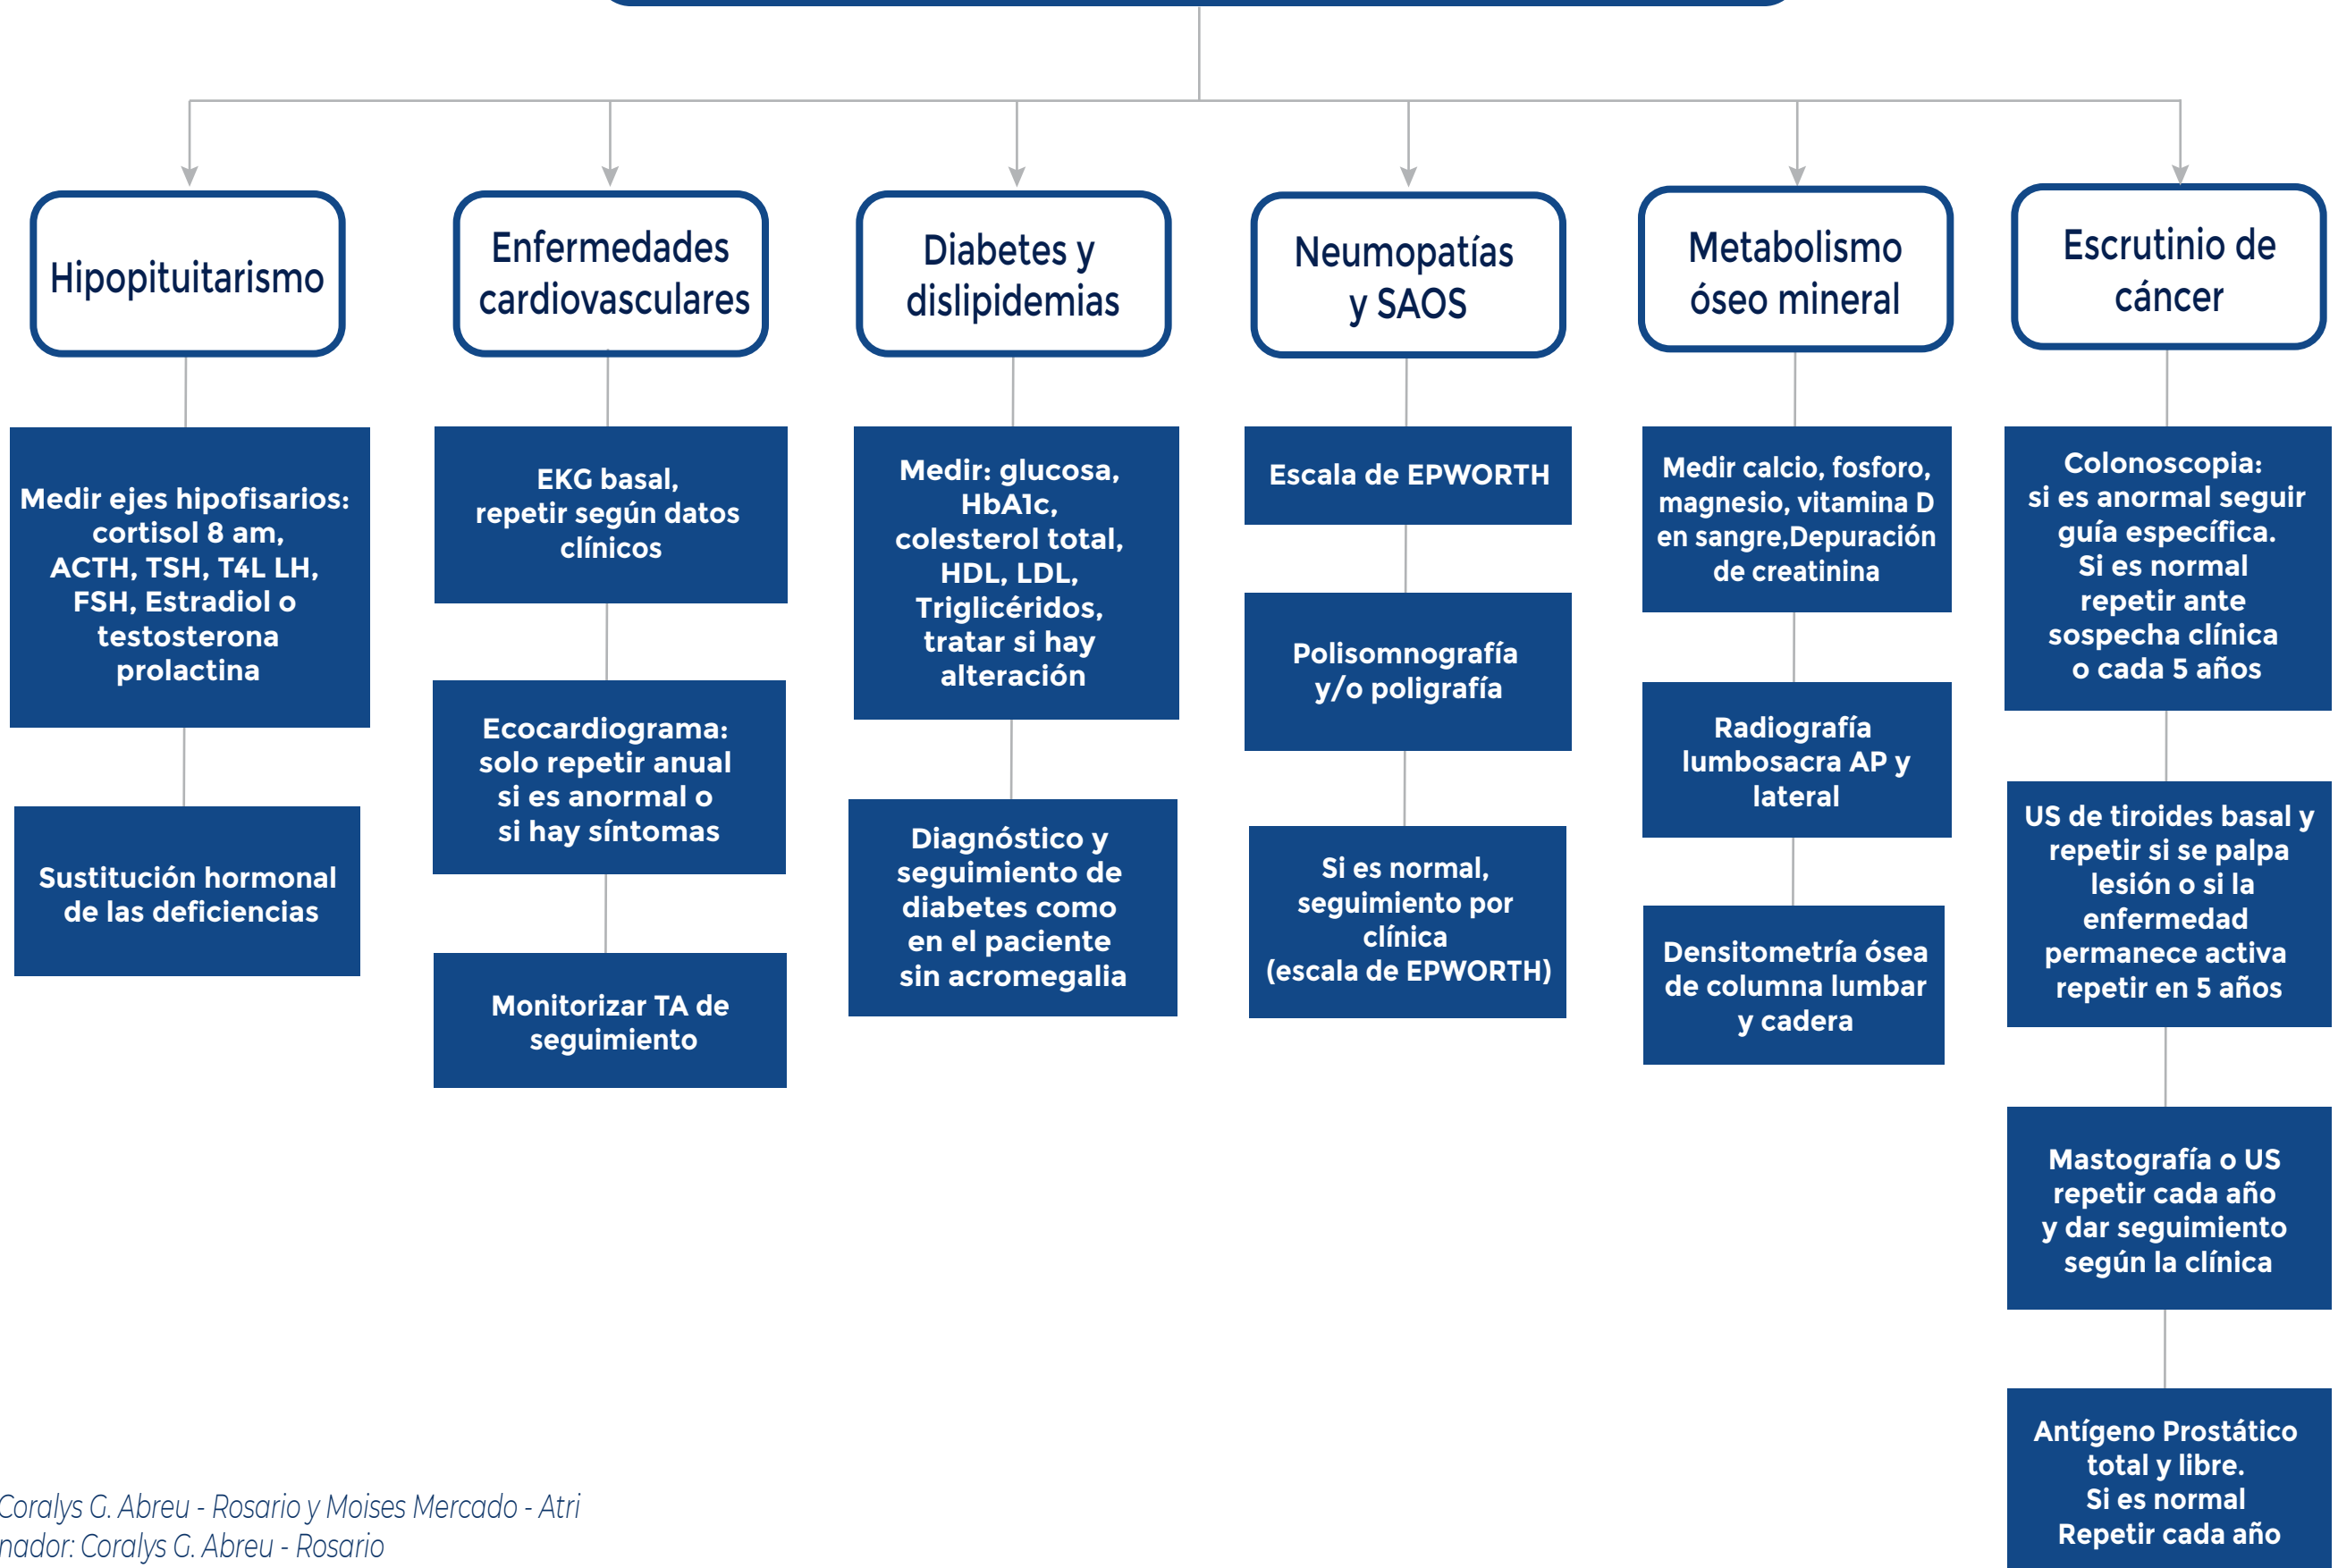 Hipopituitarismo
Medir ejes hipofisarios:
cortisol 8 am,
ACTH, TSH, T4L LH,
FSH, Estradiol o
testosterona
prolactina
Sustitución hormonal
de las deficiencias
Enfermedades
cardiovasculares
EKG basal,
repetir según datos
clínicos
Ecocardiograma:
solo repetir anual
si es anormal o
si hay síntomas
Monitorizar TA de
seguimiento
Diabetes y
dislipidemias
Medir: glucosa,
HbA1c,
colesterol total,
HDL, LDL,
Triglicéridos,
tratar si hay
alteración
Diagnóstico y
seguimiento de
diabetes como
en el paciente
sin acromegalia
Neumopatías
y SAOS
Escala de EPWORTH
Polisomnografía
y/o poligrafía
Si es normal,
seguimiento por
clínica
(escala de EPWORTH)
Metabolismo
óseo mineral
Medir calcio, fosforo,
magnesio, vitamina D
en sangre,Depuración
de creatinina
Radiografía
lumbosacra AP y
lateral
Densitometría ósea
de columna lumbar
y cadera
Escrutinio de
cáncer
Colonoscopia:
si es anormal seguir
guía específica.
Si es normal
repetir ante
sospecha clínica
o cada 5 años
US de tiroides basal y
repetir si se palpa
lesión o si la
enfermedad
permanece activa
repetir en 5 años
Mastografía o US
repetir cada año
y dar seguimiento
según la clínica
Antígeno Prostático
total y libre.
Si es normal
Repetir cada año
Coralys G. Abreu - Rosario y Moises Mercado - Atri
nador: Coralys G. Abreu - Rosario